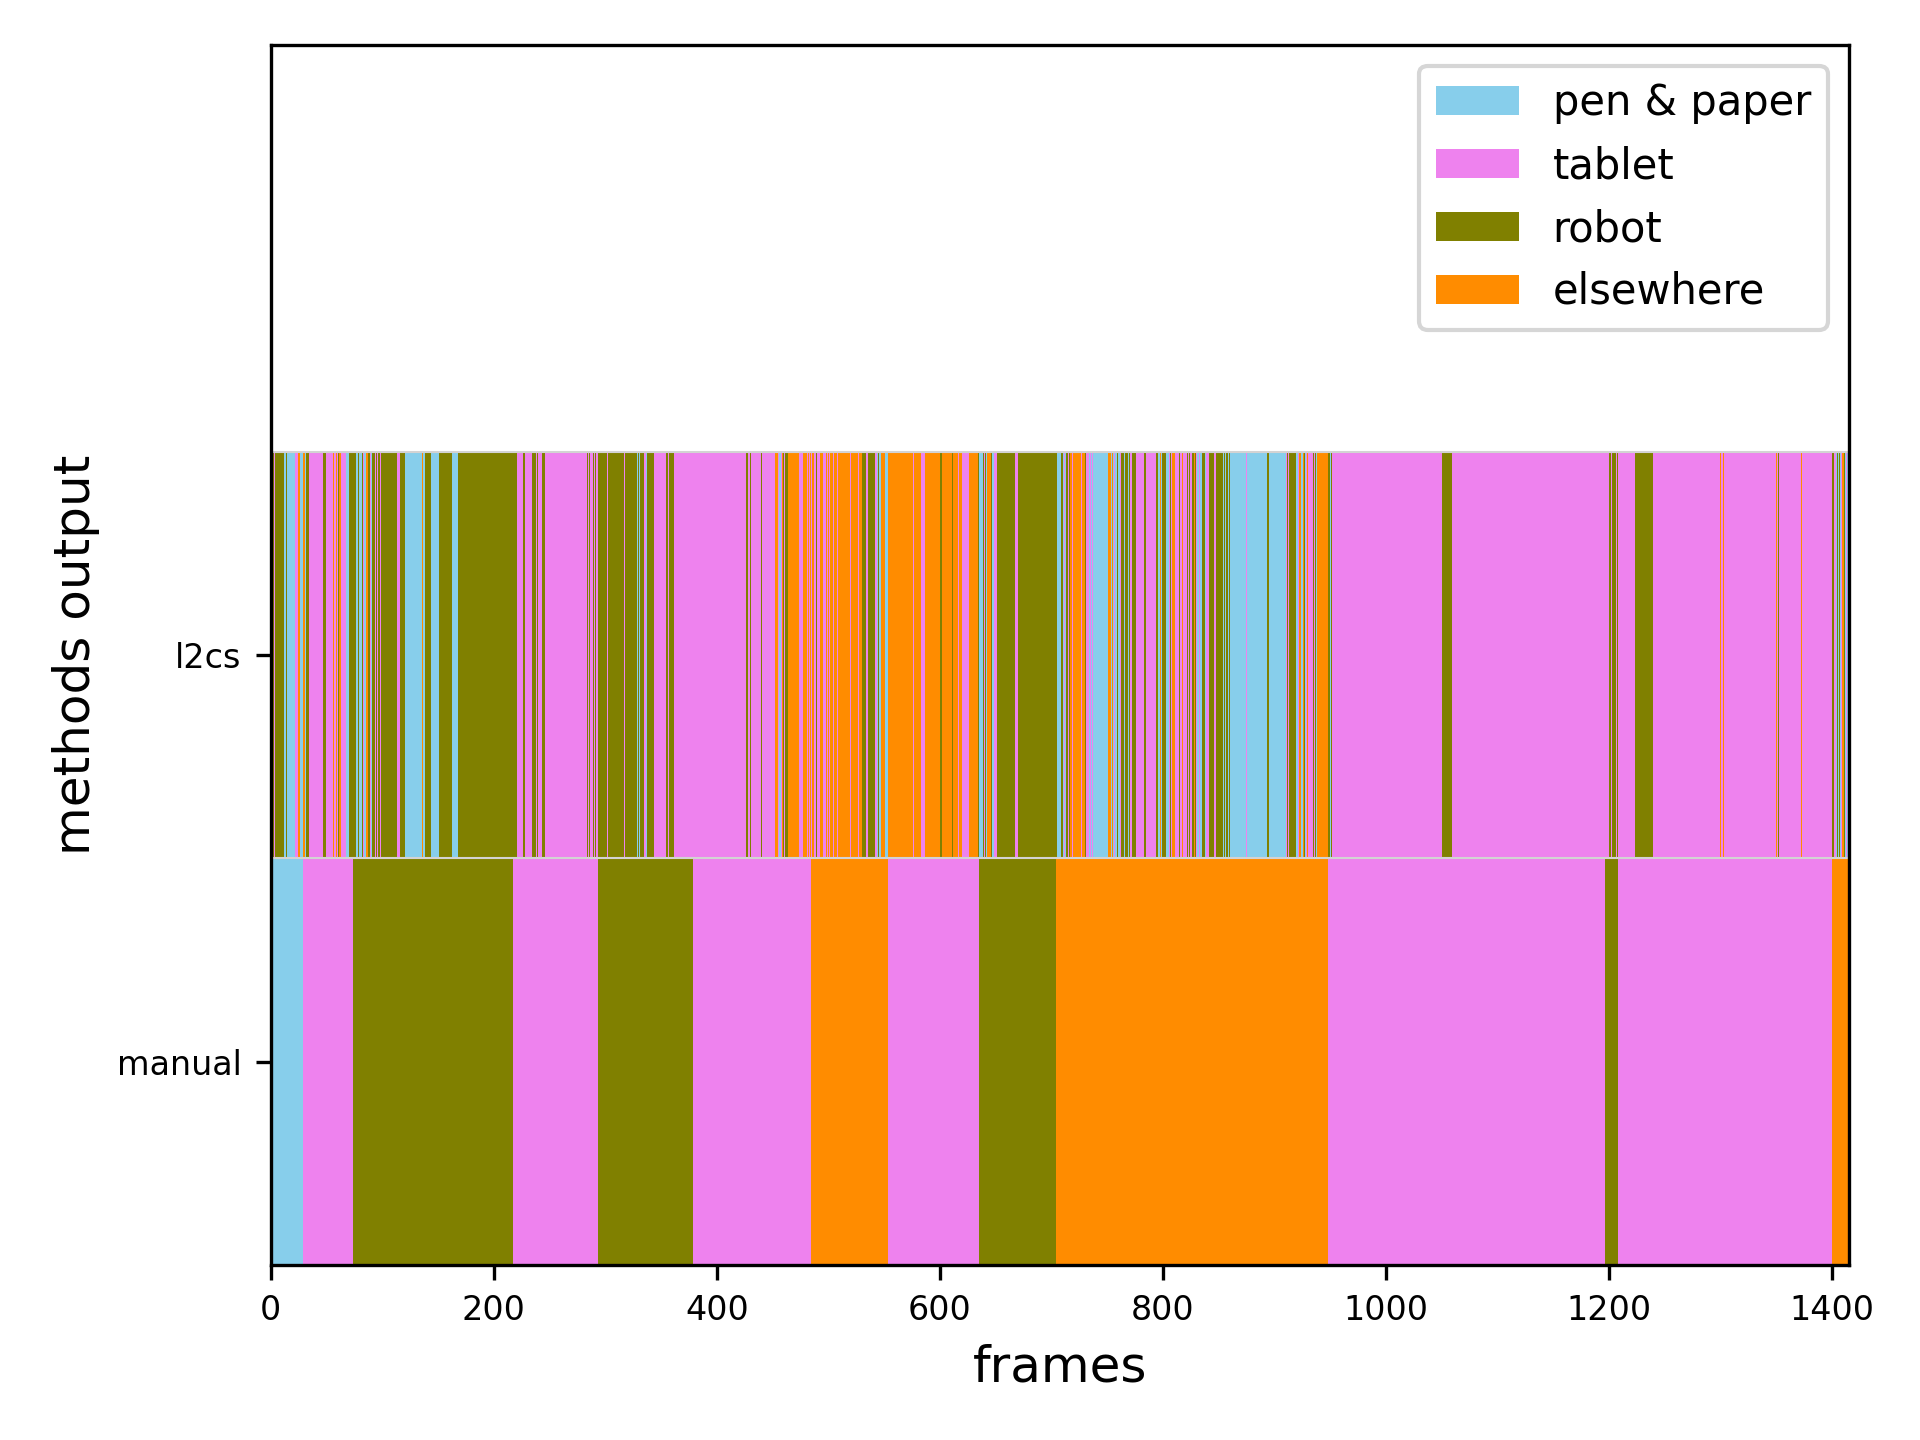 pen & paper
tablet
robot
elsewhere
methods output
l2cs
manual
0 200 400 600 800 1000 1200 1400
frames